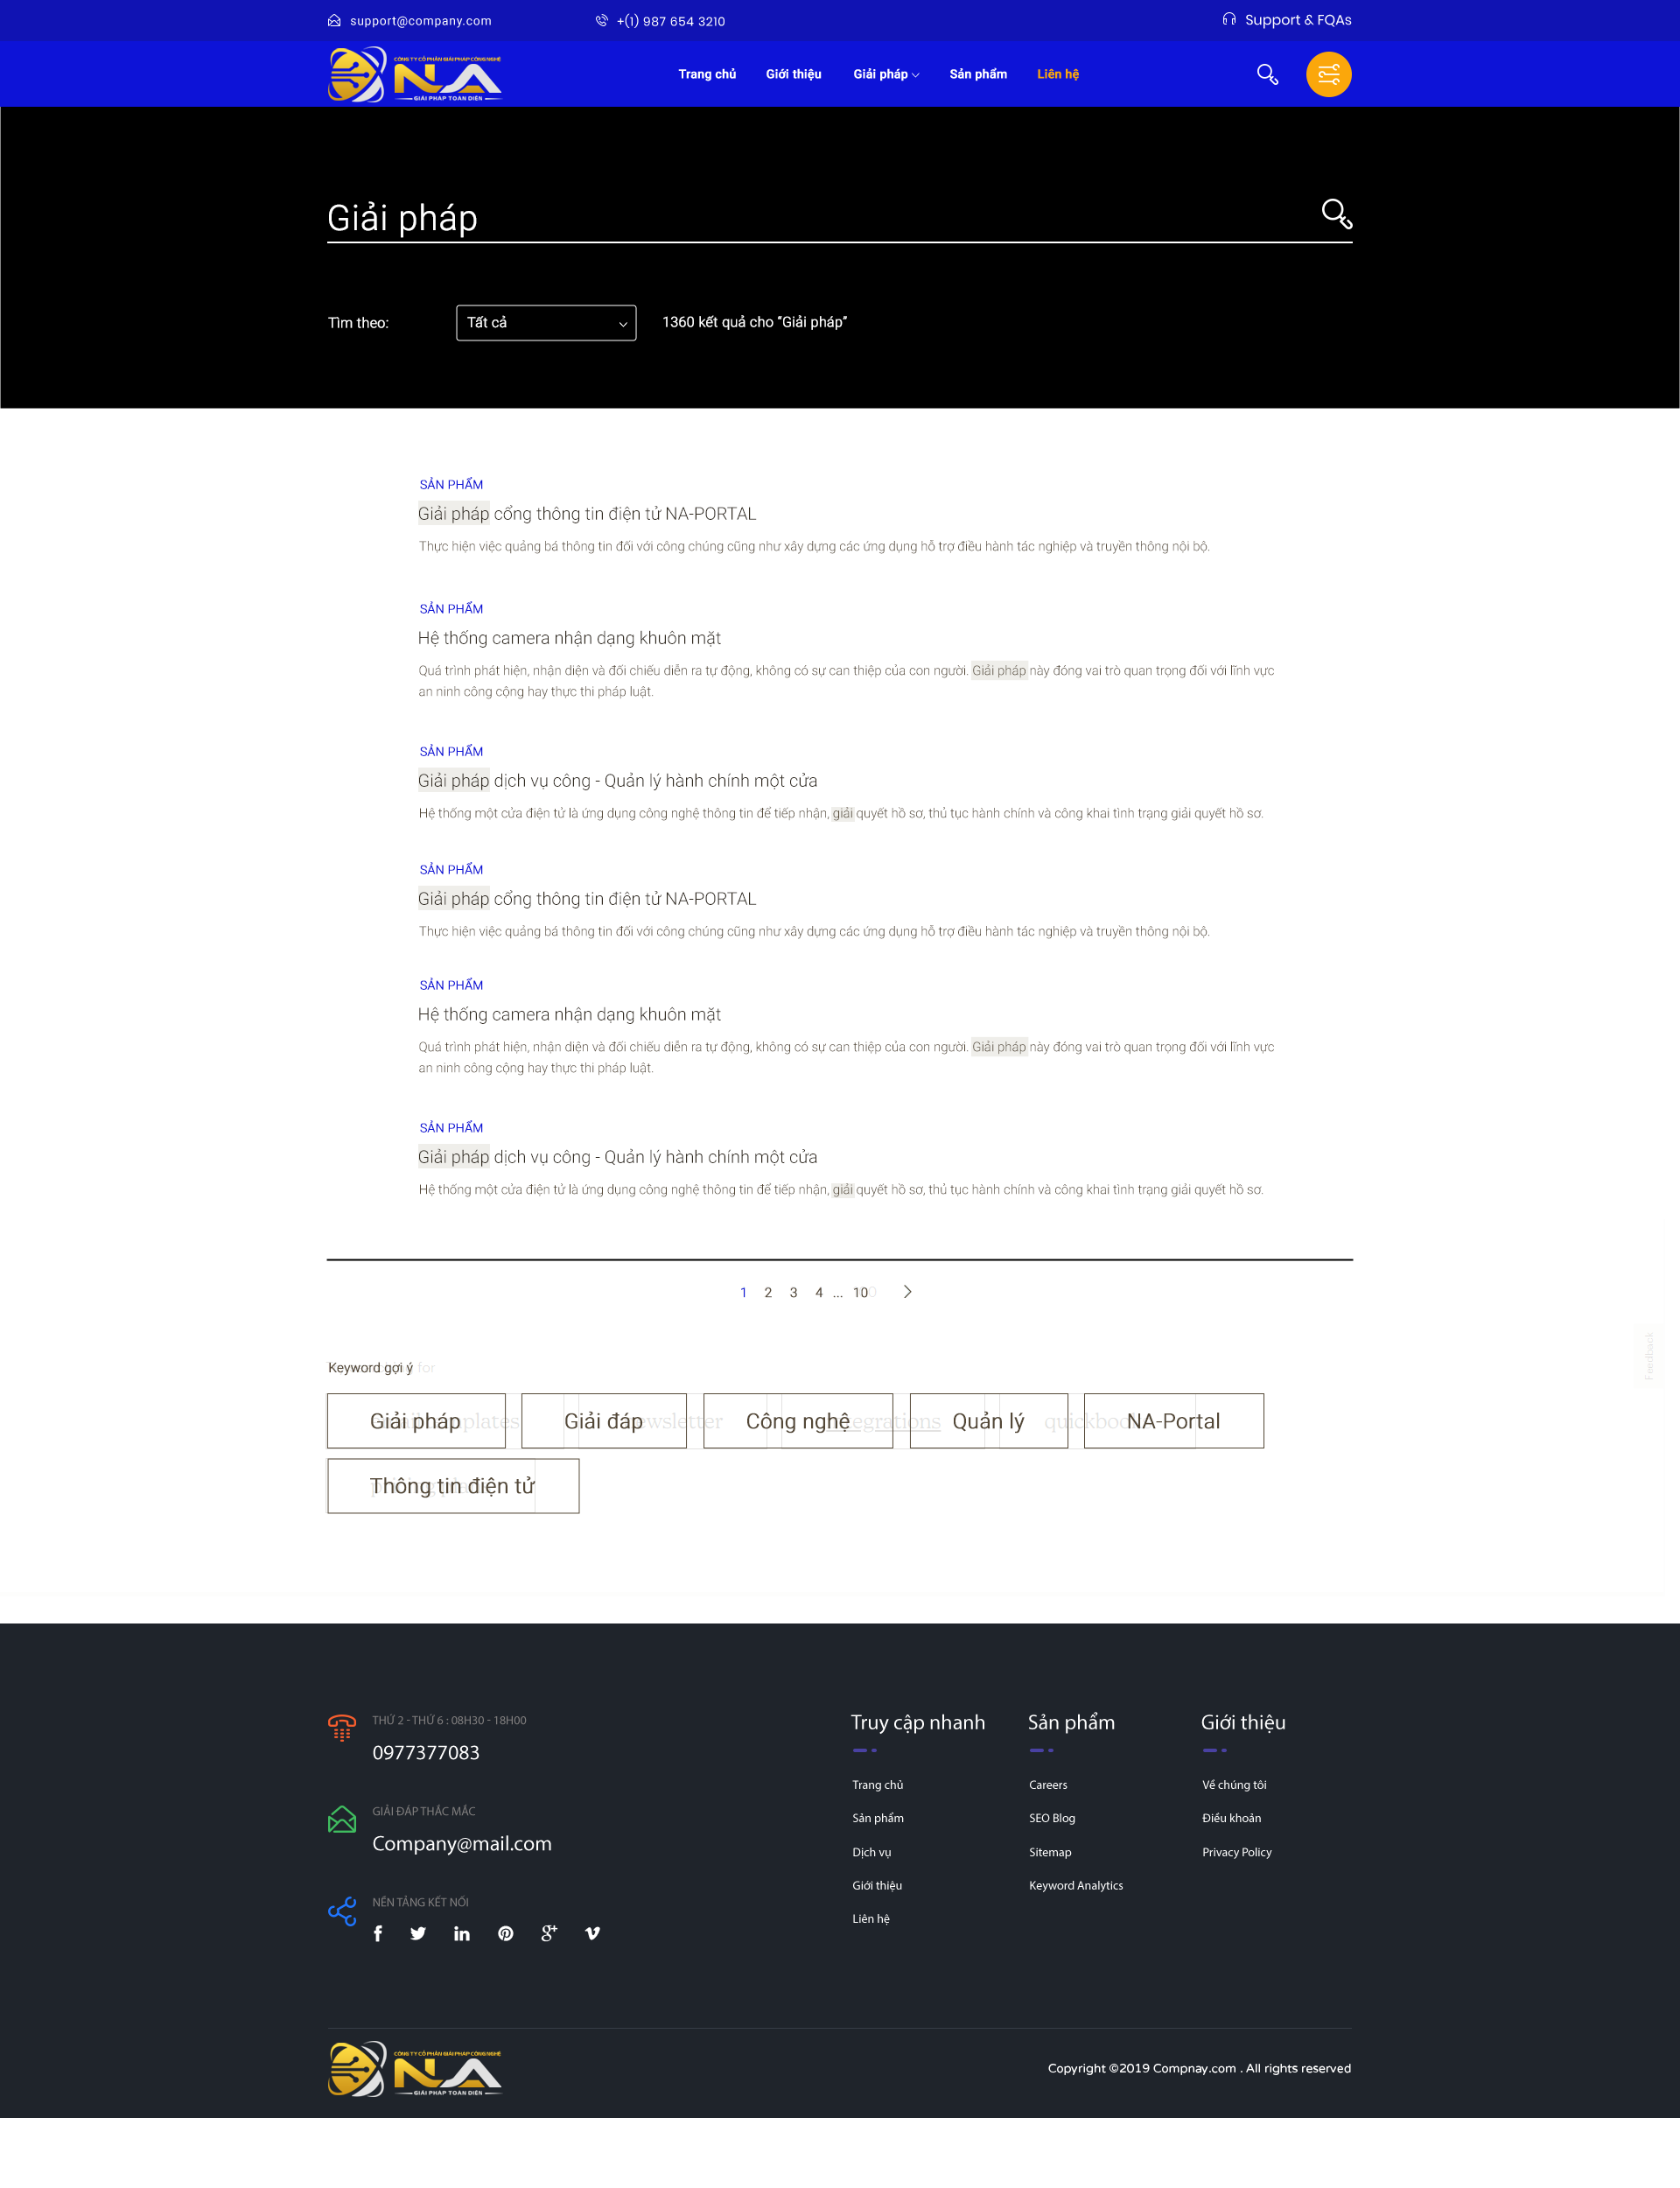 support@company.com
+(1) 987 654 3210
Support & FQAs
CÔNG TY CỔ PHẦN GIẢI PHÁP CÔNG NGHỆ
NA
GIẢI PHÁP TOÀN DIỆN
Trang chủ
Giới thiệu
Giải pháp
Sản phẩm
Liên hệ
Giải pháp
Tìm theo:
Tất cả
1360 kết quả cho “Giải pháp”
SẢN PHẨM
Giải pháp cổng thông tin điện tử NA-PORTAL
Thực hiện việc quảng bá thông tin đối với công chúng cũng như xây dựng các ứng dụng hỗ trợ điều hành tác nghiệp và truyền thông nội bộ.
SẢN PHẨM
Hệ thống camera nhận dạng khuôn mặt
Quá trình phát hiện, nhận diện và đối chiếu diễn ra tự động, không có sự can thiệp của con người. Giải pháp này đóng vai trò quan trọng đối với lĩnh vực
an ninh công cộng hay thực thi pháp luật.
SẢN PHẨM
Giải pháp dịch vụ công - Quản lý hành chính một cửa
Hệ thống một cửa điện tử là ứng dụng công nghệ thông tin để tiếp nhận, giải quyết hồ sơ, thủ tục hành chính và công khai tình trạng giải quyết hồ sơ.
SẢN PHẨM
Giải pháp cổng thông tin điện tử NA-PORTAL
Thực hiện việc quảng bá thông tin đối với công chúng cũng như xây dựng các ứng dụng hỗ trợ điều hành tác nghiệp và truyền thông nội bộ.
SẢN PHẨM
Hệ thống camera nhận dạng khuôn mặt
Quá trình phát hiện, nhận diện và đối chiếu diễn ra tự động, không có sự can thiệp của con người. Giải pháp này đóng vai trò quan trọng đối với lĩnh vực
an ninh công cộng hay thực thi pháp luật.
SẢN PHẨM
Giải pháp dịch vụ công - Quản lý hành chính một cửa
Hệ thống một cửa điện tử là ứng dụng công nghệ thông tin để tiếp nhận, giải quyết hồ sơ, thủ tục hành chính và công khai tình trạng giải quyết hồ sơ.
1 2 3 4 ... 10
Feedback
Keyword gợi ý for
Giải pháp
Giải đáp
Công nghệ
Quản lý
NA-Portal
Thông tin điện tử
THỨ 2 - THỨ 6 : 08H30 - 18H00
0977377083
GIẢI ĐÁP THẮC MẮC
Company@mail.com
NỀN TẢNG KẾT NỐI
Truy cập nhanh
Trang chủ
Sản phẩm
Dịch vụ
Giới thiệu
Liên hệ
Sản phẩm
Careers
SEO Blog
Sitemap
Keyword Analytics
Giới thiệu
Về chúng tôi
Điều khoản
Privacy Policy
CÔNG TY CỔ PHẦN GIẢI PHÁP CÔNG NGHỆ
NA
GIẢI PHÁP TOÀN DIỆN
Copyright ©2019 Compnay.com . All rights reserved